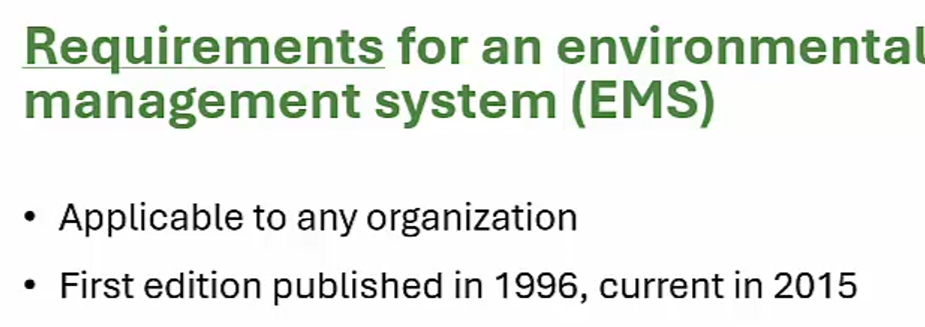 Requirements for an environmental
management system (EMS)
• Applicable to any organization
• First edition published in 1996, current in 2015